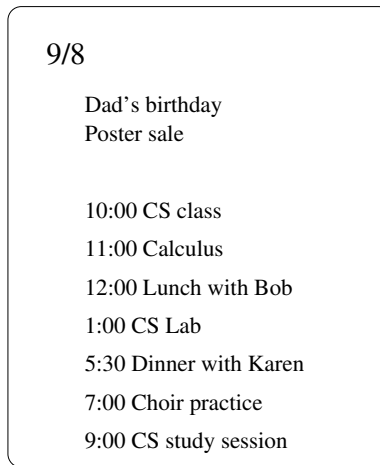 9/8
Dad’s birthday
Poster sale
10:00 CS class
11:00 Calculus
12:00 Lunch with Bob
1:00 CS Lab
5:30 Dinner with Karen
7:00 Choir practice
9:00 CS study session